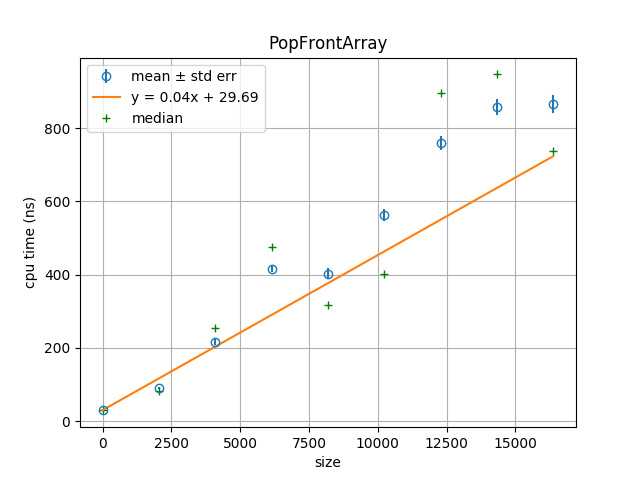 PopFrontArray
mean ± std err
y = 0.04x + 29.69
median
cpu time (ns)
800
600
400
200
0
0 2500 5000 7500 10000 12500 15000
size